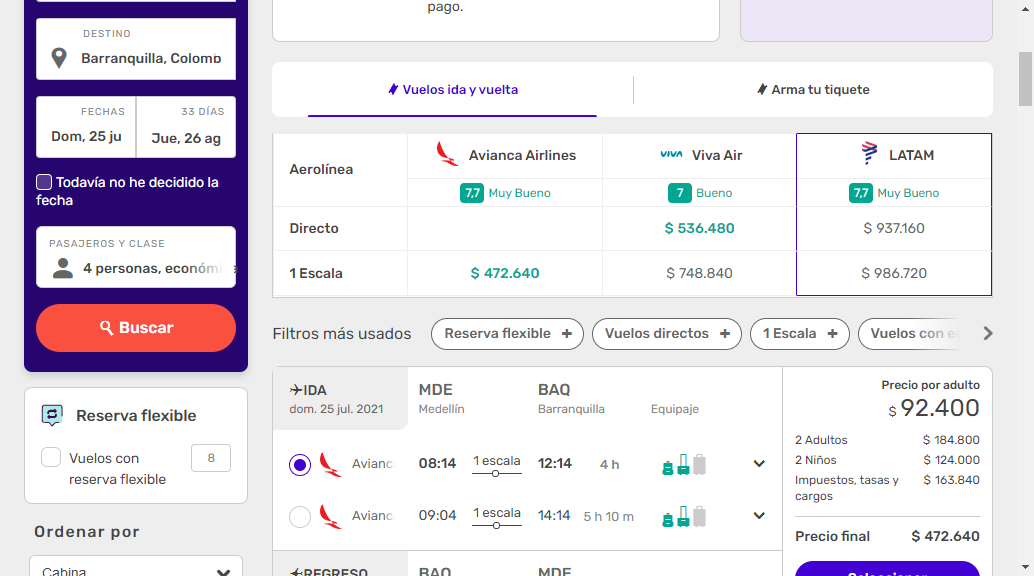 pago.
DESTINO
Barranquilla, Colomb
FECHAS
33 DÍAS
Dom, 25 ju
Jue, 26 ag
Todavía no he decidido la
fecha
PASAJEROS Y CLASE
4 personas, económi
Buscar
Reserva flexible
Vuelos con
reserva flexible
8
Ordenar por
Cabina
Vuelos ida y vuelta
Arma tu tiquete
Aerolínea
Avianca Airlines
VIVA Viva Air
LATAM
7,7 Muy Bueno
7 Bueno
7,7 Muy Bueno
Directo
$ 536.480
$ 937.160
1 Escala
$ 472.640
$ 748.840
$ 986.720
Filtros más usados
Reserva flexible +
Vuelos directos +
1 Escala +
Vuelos con e
IDA
dom. 25 jul. 2021
MDE
Medellín
BAQ
Barranquilla
Equipaje
Avianc
08:14
1 escala
12:14
4 h
Avianc
09:04
1 escala
14:14
5 h 10 m
REGRESO
BAQ
MDE
Precio por adulto
$ 92.400
2 Adultos $ 184.800
2 Niños $ 124.000
Impuestos, tasas y $ 163.840
cargos
Precio final $ 472.640
Seleccionar